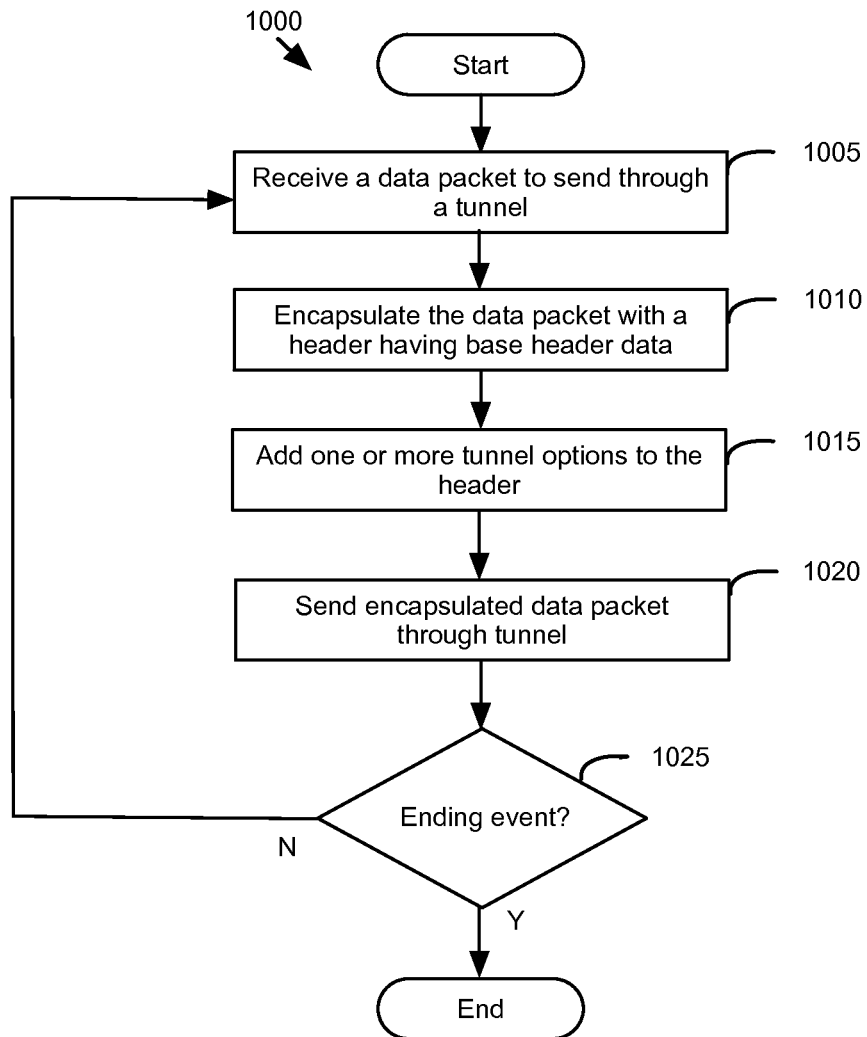 1000
Start
1005
Receive a data packet to send through
a tunnel
1010
Encapsulate the data packet with a
header having base header data
1015
Add one or more tunnel options to the
header
1020
Send encapsulated data packet
through tunnel
1025
Ending event?
N
Y
End